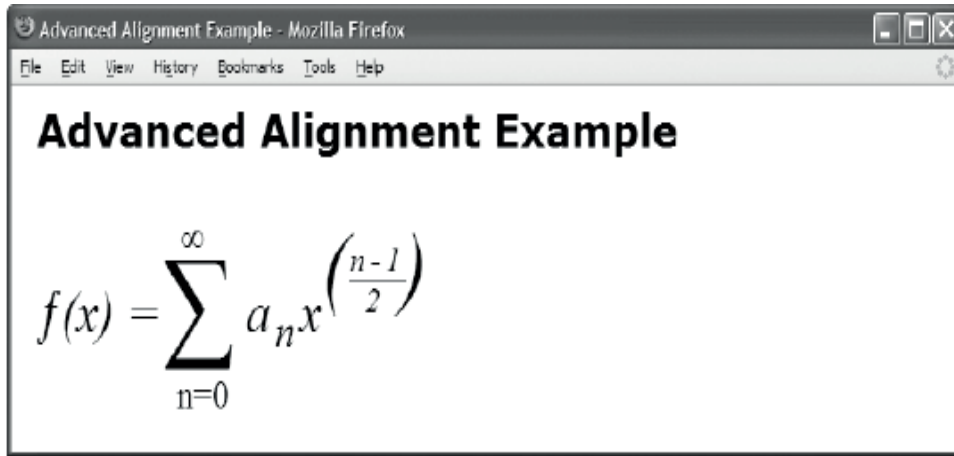 Advanced Alignment Example - Mozilla Firefox
File Edit View History Bookmarks Tools Help
Advanced Alignment Example
∞
f(x) = ∑ aₙx^((n - 1)/2)
n=0